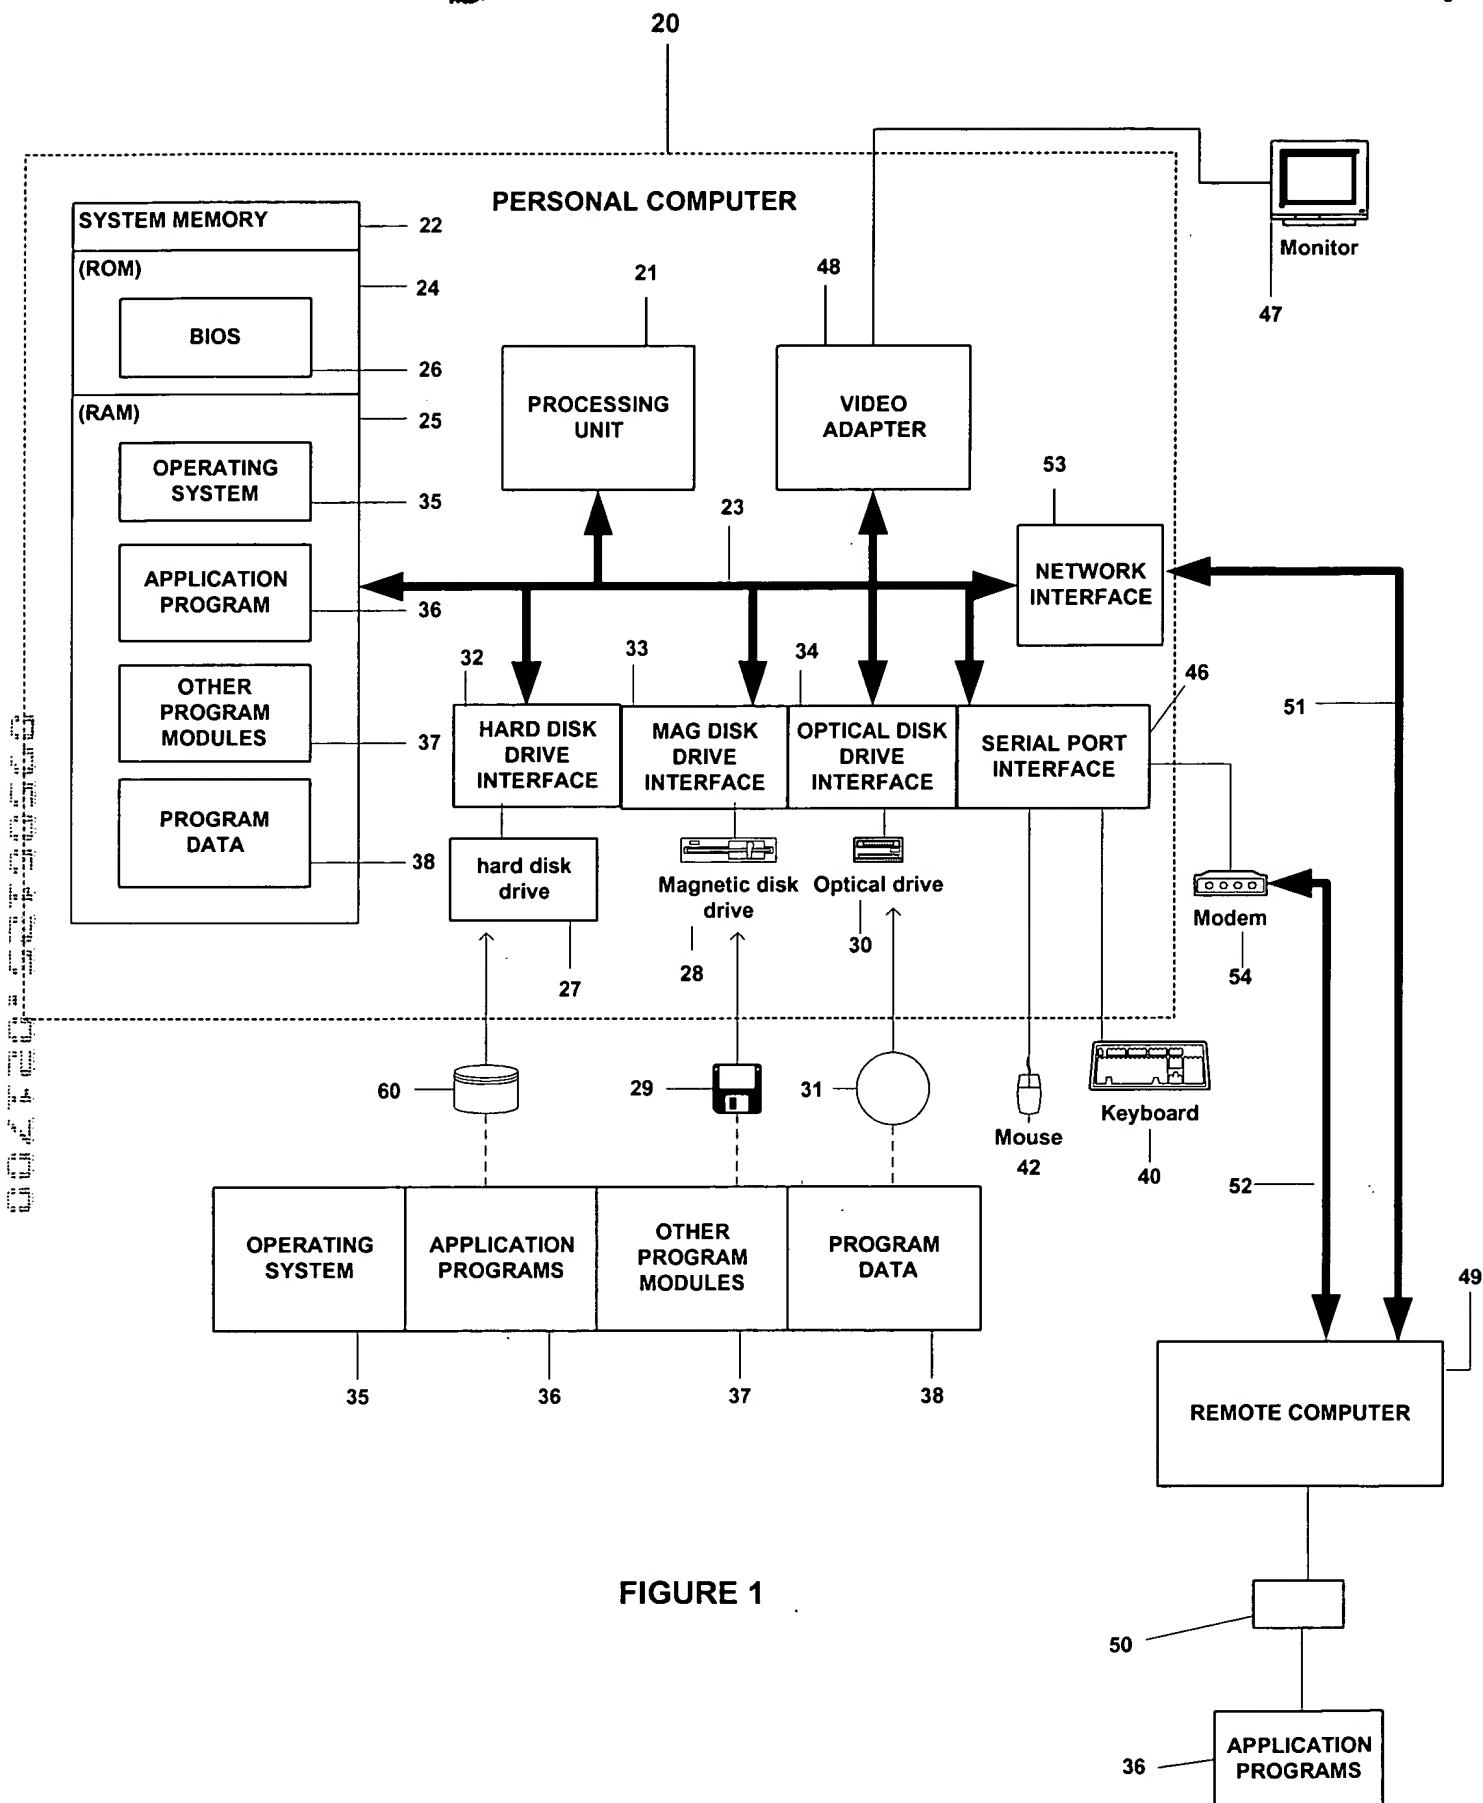 20
PERSONAL COMPUTER
SYSTEM MEMORY
22
(ROM)
24
BIOS
26
(RAM)
25
OPERATING
SYSTEM
35
APPLICATION
PROGRAM
36
OTHER
PROGRAM
MODULES
37
PROGRAM
DATA
38
21
PROCESSING
UNIT
48
VIDEO
ADAPTER
Monitor
47
23
53
NETWORK
INTERFACE
32
HARD DISK
DRIVE
INTERFACE
33
MAG DISK
DRIVE
INTERFACE
34
OPTICAL DISK
DRIVE
INTERFACE
46
SERIAL PORT
INTERFACE
51
hard disk
drive
27
Magnetic disk
drive
28
Optical drive
30
Modem
54
60
29
31
Mouse
42
Keyboard
40
52
OPERATING
SYSTEM
APPLICATION
PROGRAMS
OTHER
PROGRAM
MODULES
PROGRAM
DATA
35
36
37
38
49
REMOTE COMPUTER
FIGURE 1
50
36
APPLICATION
PROGRAMS